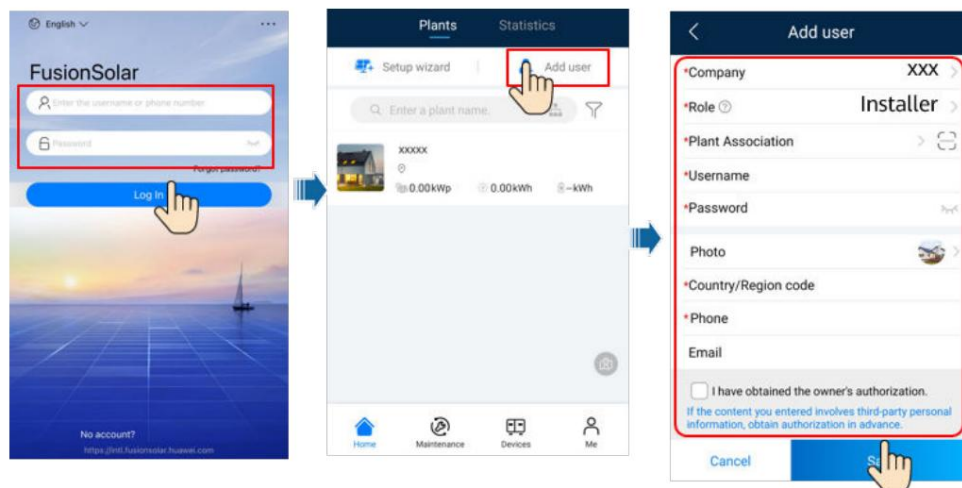 English
...
FusionSolar
Enter the username or phone number
Password
Forgot password?
Log In
No account?
https://intl.fusionsolar.huawei.com
Plants Statistics
Setup wizard Add user
Enter a plant name.
xxxxx
0.00kWp 0.00kWh --kWh
Home Maintenance Devices Me
Add user
*Company XXX
*Role Installer
*Plant Association
*Username
*Password
Photo
*Country/Region code
*Phone
Email
I have obtained the owner's authorization.
If the content you entered involves third-party personal
information, obtain authorization in advance.
Cancel